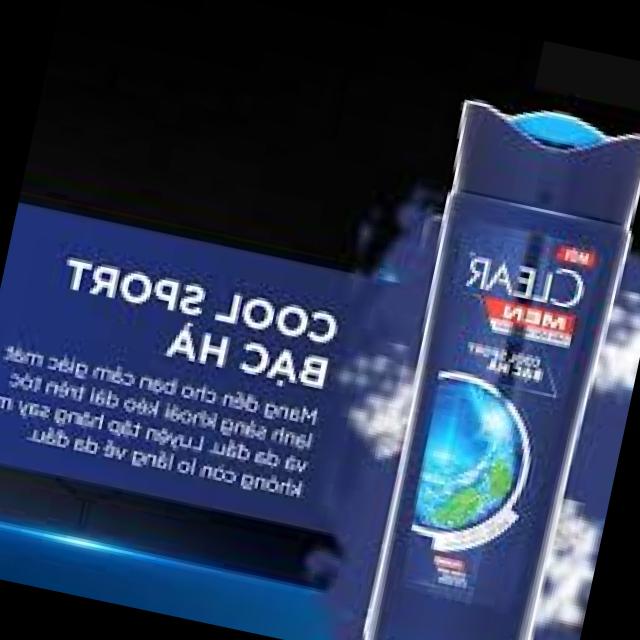 COOL SPORT
BẠC HÀ
Mang đến cho bạn cảm giác mát
lạnh sảng khoái kéo dài trên tóc
và da đầu. Luyện tập hăng say mà
không còn lo lắng về da đầu.
MỚI
CLEAR
MEN